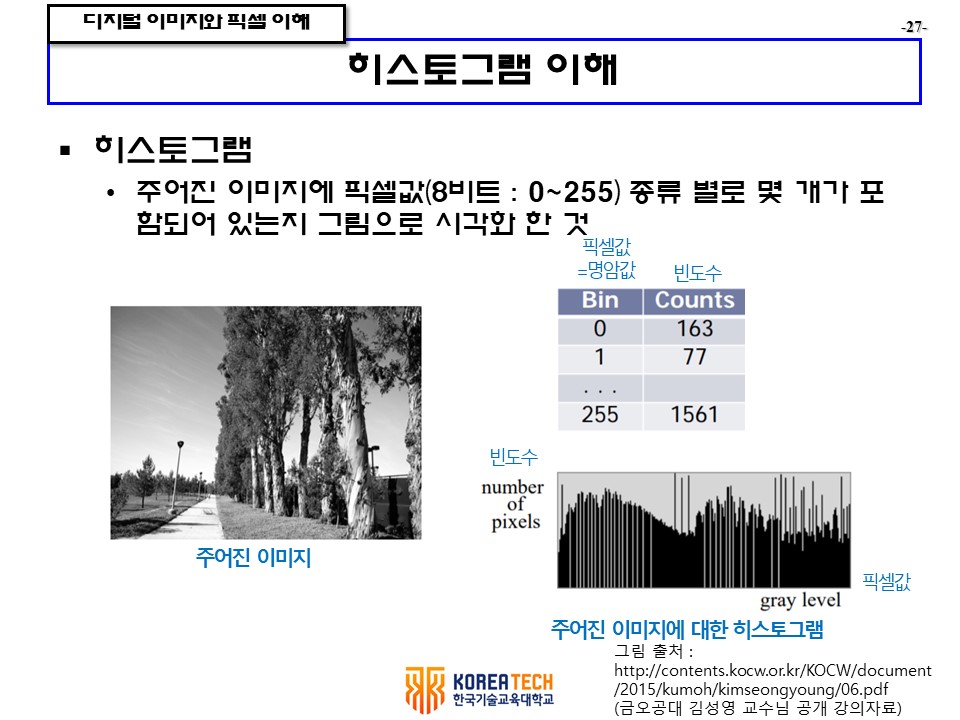 디지털 이미지와 픽셀 이해
-27-
히스토그램 이해
▪ 히스토그램
• 주어진 이미지에 픽셀값(8비트 : 0~255) 종류 별로 몇 개가 포
함되어 있는지 그림으로 시각화 한 것
픽셀값
=명암값 빈도수
Bin Counts
0 163
1 77
. . .
255 1561
주어진 이미지
빈도수
number
of
pixels
픽셀값
gray level
주어진 이미지에 대한 히스토그램
그림 출처 :
http://contents.kocw.or.kr/KOCW/document
/2015/kumoh/kimseongyoung/06.pdf
(금오공대 김성영 교수님 공개 강의자료)
KOREATECH
한국기술교육대학교